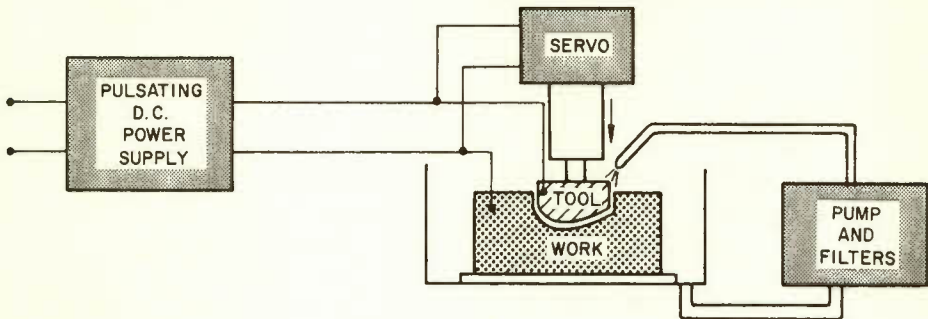 PULSATING
D.C.
POWER
SUPPLY
SERVO
TOOL
WORK
PUMP
AND
FILTERS